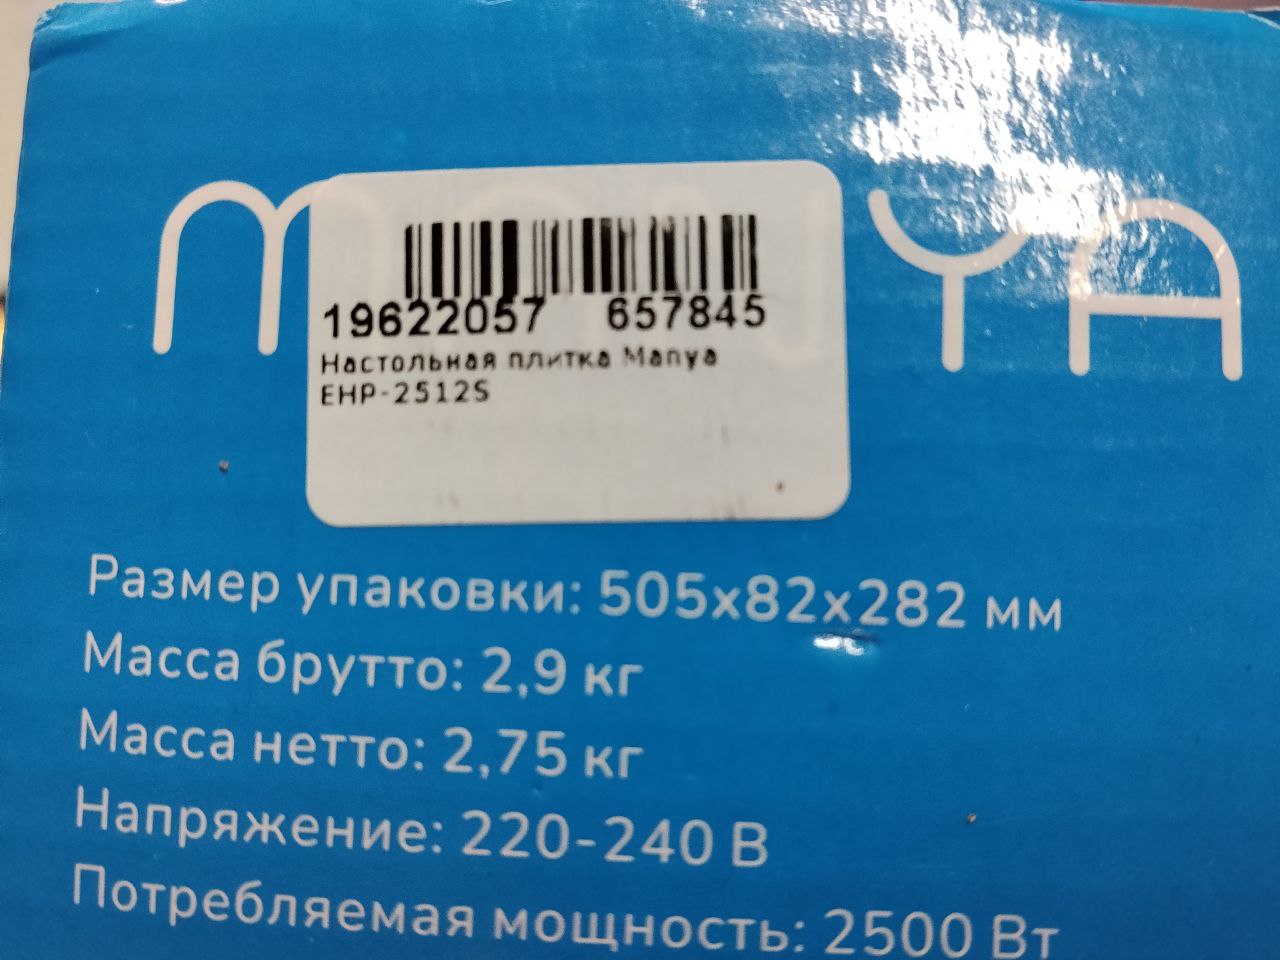 MANYA
19622057 657845
Настольная плитка Manya
EHP-2512S
Размер упаковки: 505x82x282 мм
Масса брутто: 2,9 кг
Масса нетто: 2,75 кг
Напряжение: 220-240 В
Потребляемая мощность: 2500 Вт